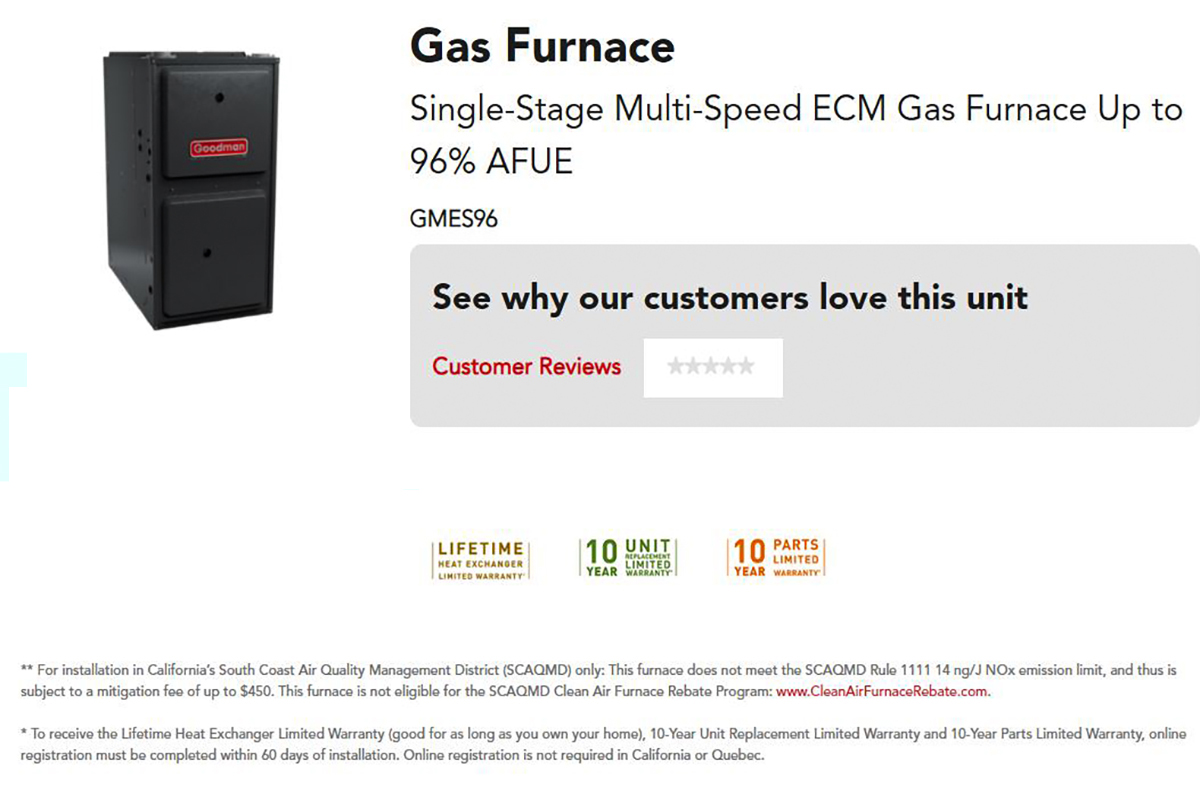 Goodman
Gas Furnace
Single-Stage Multi-Speed ECM Gas Furnace Up to
96% AFUE
GMES96
See why our customers love this unit
Customer Reviews
LIFETIME
HEAT EXCHANGER
LIMITED WARRANTY*
10 YEAR
UNIT
REPLACEMENT
LIMITED
WARRANTY*
10 YEAR
PARTS
LIMITED
WARRANTY*
** For installation in California's South Coast Air Quality Management District (SCAQMD) only: This furnace does not meet the SCAQMD Rule 1111 14 ng/J NOx emission limit, and thus is
subject to a mitigation fee of up to $450. This furnace is not eligible for the SCAQMD Clean Air Furnace Rebate Program: www.CleanAirFurnaceRebate.com.
* To receive the Lifetime Heat Exchanger Limited Warranty (good for as long as you own your home), 10-Year Unit Replacement Limited Warranty and 10-Year Parts Limited Warranty, online
registration must be completed within 60 days of installation. Online registration is not required in California or Quebec.